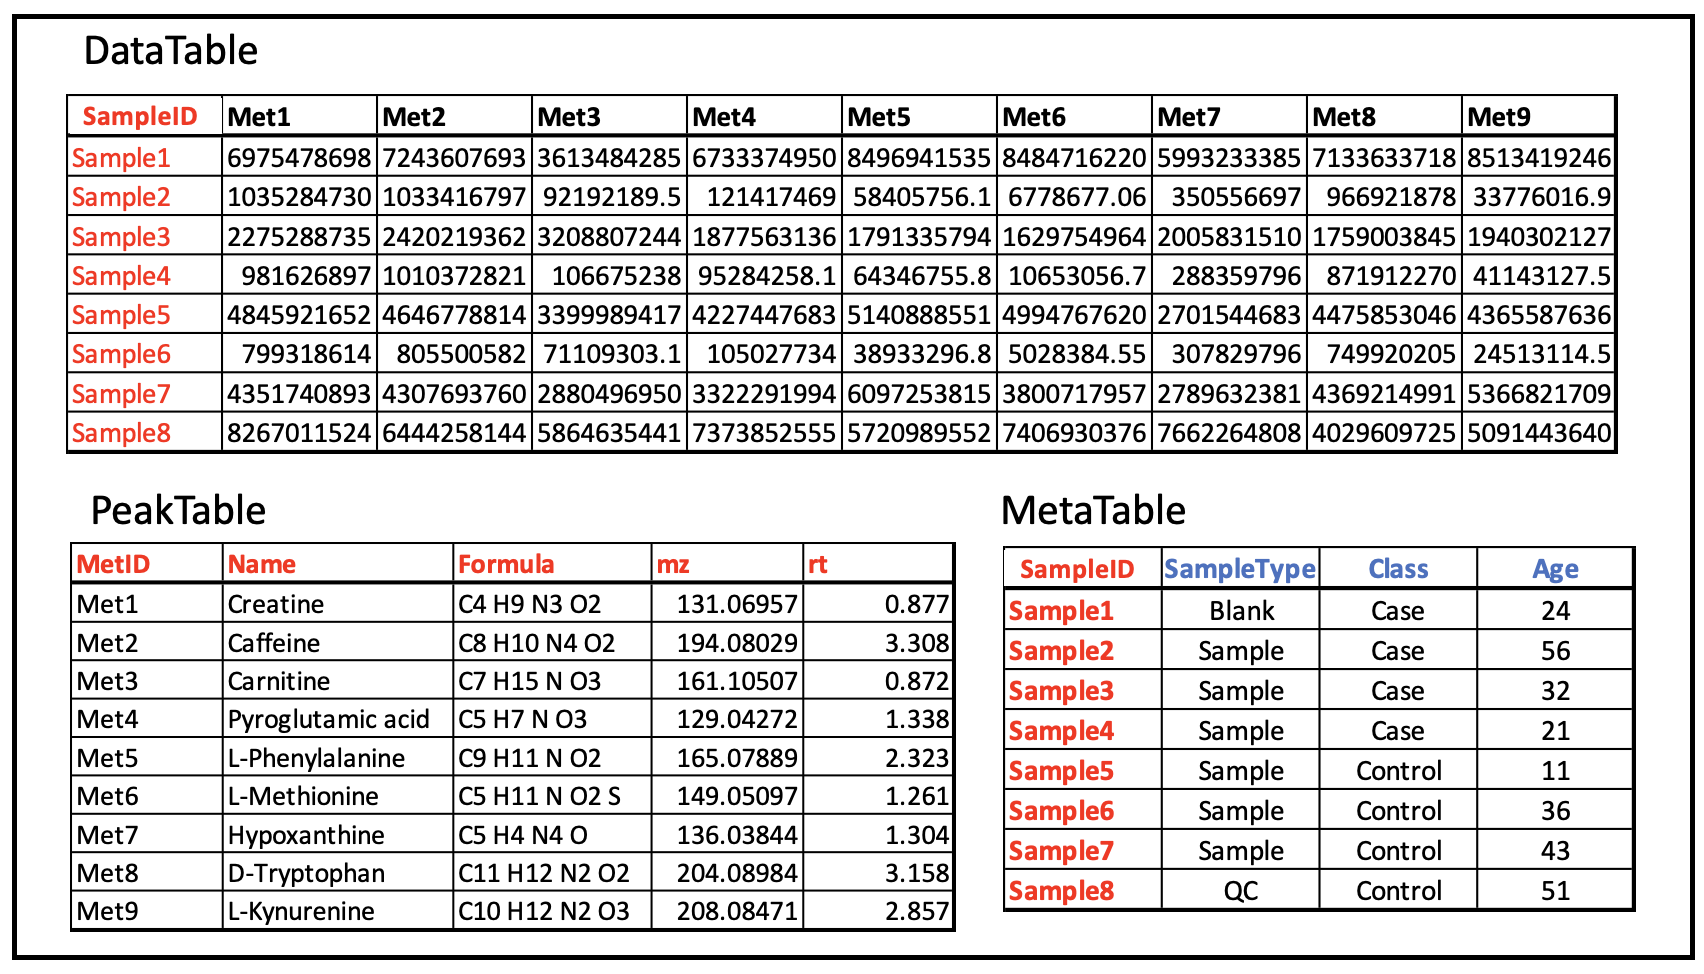 DataTable
SampleID Met1 Met2 Met3 Met4 Met5 Met6 Met7 Met8 Met9
Sample1 6975478698 7243607693 3613484285 6733374950 8496941535 8484716220 5993233385 7133633718 8513419246
Sample2 1035284730 1033416797 92192189.5 121417469 58405756.1 6778677.06 350556697 966921878 33776016.9
Sample3 2275288735 2420219362 3208807244 1877563136 1791335794 1629754964 2005831510 1759003845 1940302127
Sample4 981626897 1010372821 106675238 95284258.1 64346755.8 10653056.7 288359796 871912270 41143127.5
Sample5 4845921652 4646778814 3399989417 4227447683 5140888551 4994767620 2701544683 4475853046 4365587636
Sample6 799318614 805500582 71109303.1 105027734 38933296.8 5028384.55 307829796 749920205 24513114.5
Sample7 4351740893 4307693760 2880496950 3322291994 6097253815 3800717957 2789632381 4369214991 5366821709
Sample8 8267011524 6444258144 5864635441 7373852555 5720989552 7406930376 7662264808 4029609725 5091443640
PeakTable
MetID Name Formula mz rt
Met1 Creatine C4 H9 N3 O2 131.06957 0.877
Met2 Caffeine C8 H10 N4 O2 194.08029 3.308
Met3 Carnitine C7 H15 N O3 161.10507 0.872
Met4 Pyroglutamic acid C5 H7 N O3 129.04272 1.338
Met5 L-Phenylalanine C9 H11 N O2 165.07889 2.323
Met6 L-Methionine C5 H11 N O2 S 149.05097 1.261
Met7 Hypoxanthine C5 H4 N4 O 136.03844 1.304
Met8 D-Tryptophan C11 H12 N2 O2 204.08984 3.158
Met9 L-Kynurenine C10 H12 N2 O3 208.08471 2.857
MetaTable
SampleID SampleType Class Age
Sample1 Blank Case 24
Sample2 Sample Case 56
Sample3 Sample Case 32
Sample4 Sample Case 21
Sample5 Sample Control 11
Sample6 Sample Control 36
Sample7 Sample Control 43
Sample8 QC Control 51